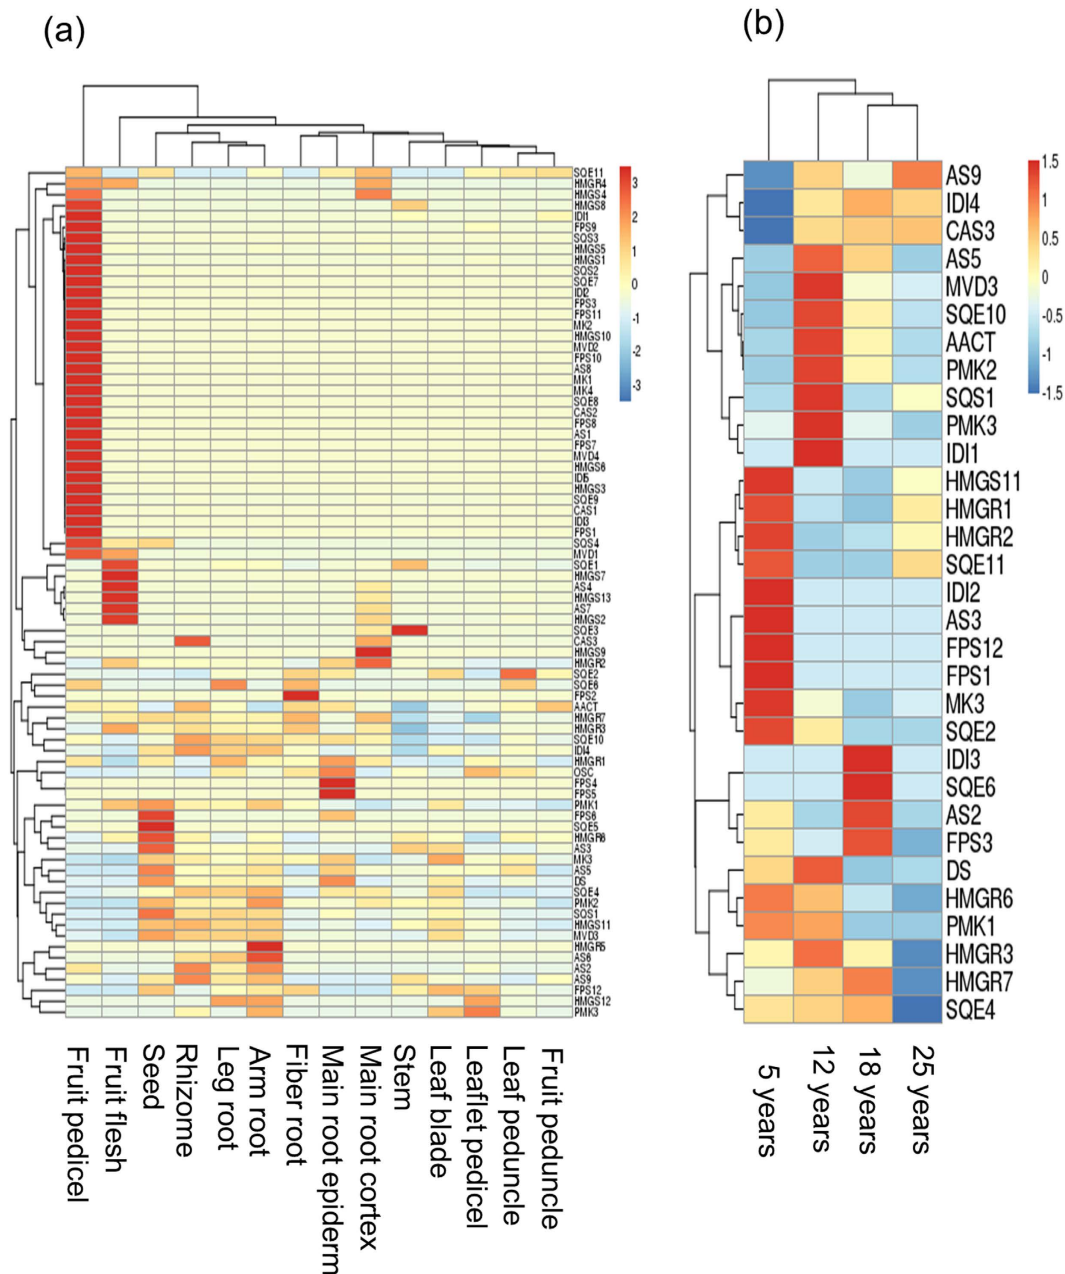 (a)
SQE11
HMGR4
HMGS4
HMGS8
IDI1
FPS9
SQS3
HMGS5
HMGS1
SQS2
SQE7
IDI2
FPS3
FPS11
MK2
HMGS10
MVD2
FPS10
AS8
MK1
MK4
SQE8
CAS2
FPS8
AS1
FPS7
MVD4
HMGS6
IDI5
HMGS3
SQE9
CAS1
IDI3
FPS1
SQS4
MVD1
SQE1
HMGS7
AS4
HMGS13
AS7
HMGS2
SQE3
CAS3
HMGS9
HMGR2
SQE2
SQE6
FPS2
AACT
HMGR7
HMGR3
SQE10
IDI4
HMGR1
OSC
FPS4
FPS5
PMK1
FPS6
SQE5
HMGR6
AS3
MK3
AS5
DS
SQE4
PMK2
SQS1
HMGS11
MVD3
HMGR5
AS6
AS2
AS9
FPS12
HMGS12
PMK3
3
2
1
0
-1
-2
-3
Fruit pedicel
Fruit flesh
Seed
Rhizome
Leg root
Arm root
Fiber root
Main root epiderm
Main root cortex
Stem
Leaf blade
Leaflet pedicel
Leaf peduncle
Fruit peduncle
(b)
AS9
IDI4
CAS3
AS5
MVD3
SQE10
AACT
PMK2
SQS1
PMK3
IDI1
HMGS11
HMGR1
HMGR2
SQE11
IDI2
AS3
FPS12
FPS1
MK3
SQE2
IDI3
SQE6
AS2
FPS3
DS
HMGR6
PMK1
HMGR3
HMGR7
SQE4
1.5
1
0.5
0
-0.5
-1
-1.5
5 years
12 years
18 years
25 years